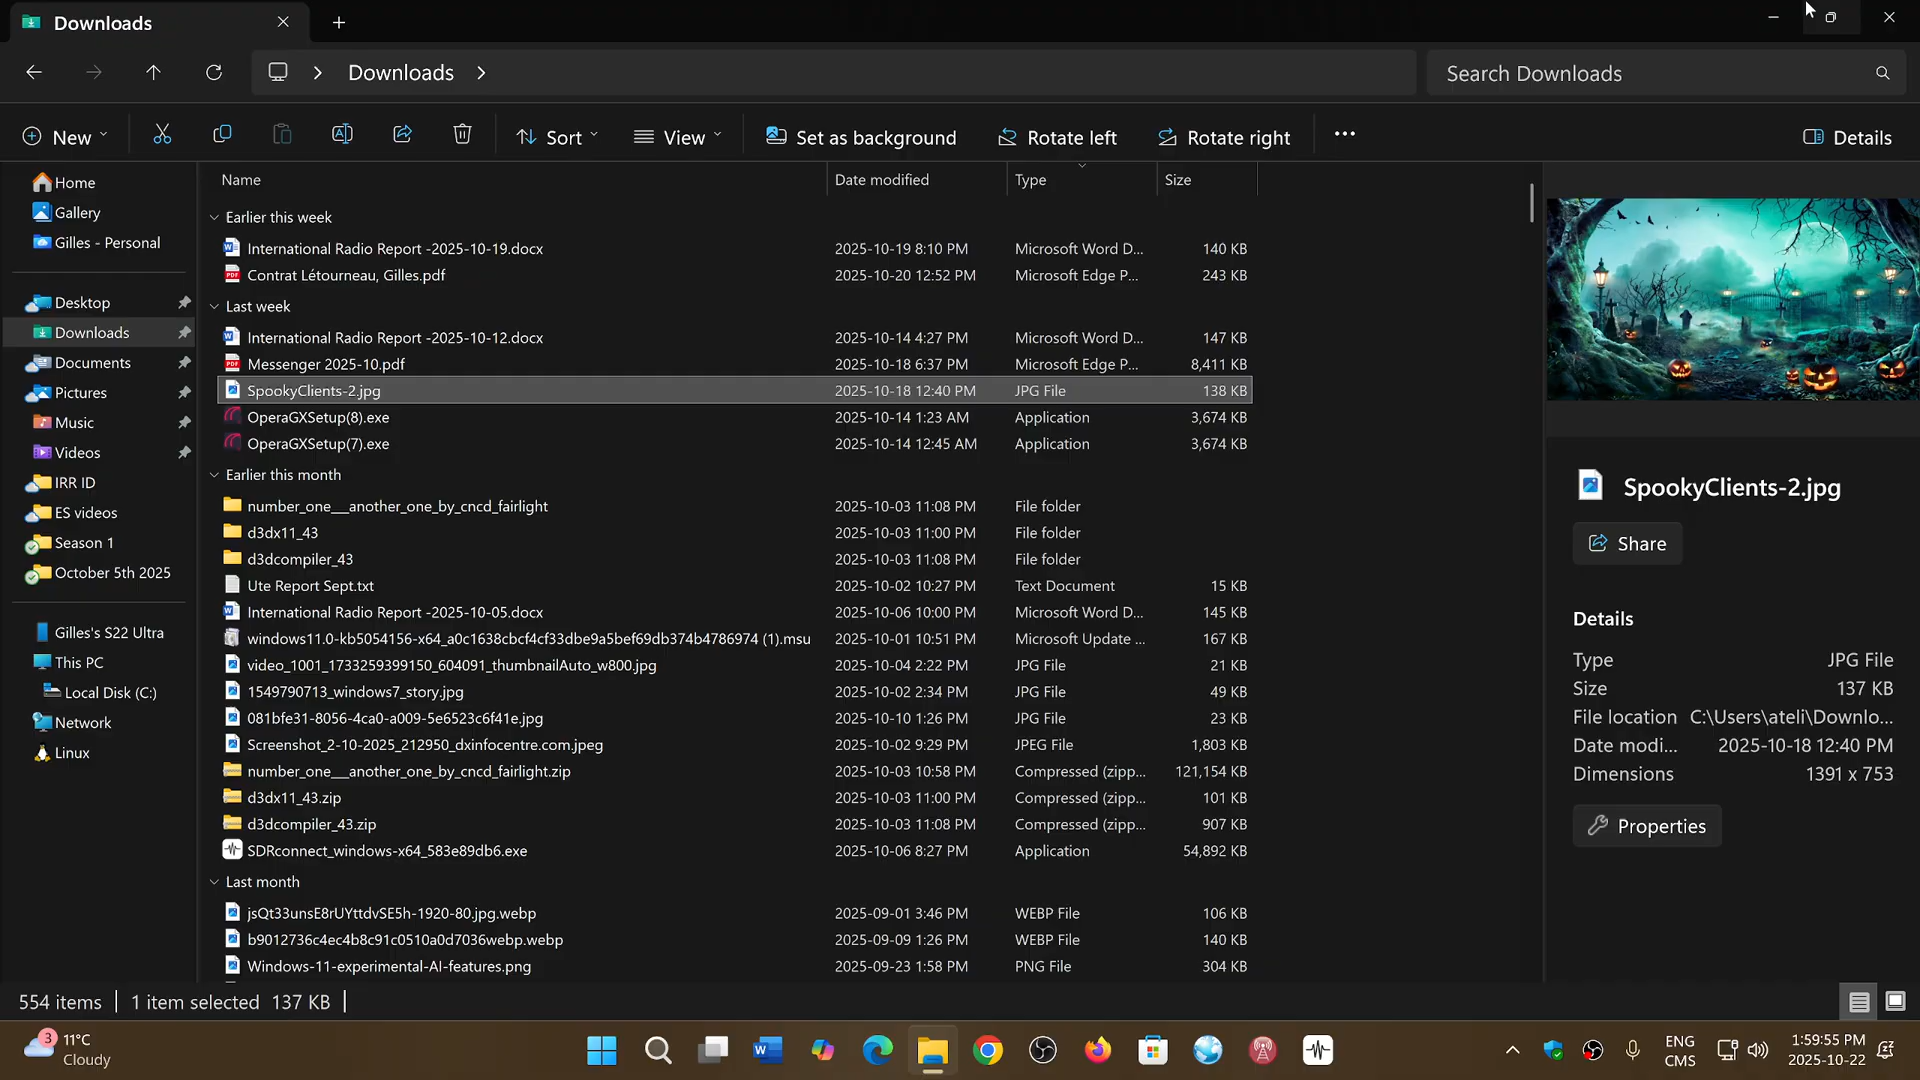 Downloads
Downloads
Search Downloads
New
Sort
View
Set as background
Rotate left
Rotate right
Details
Home
Gallery
Gilles - Personal
Desktop
Downloads
Documents
Pictures
Music
Videos
IRR ID
ES videos
Season 1
October 5th 2025
Gilles's S22 Ultra
This PC
Local Disk (C:)
Network
Linux
Name Date modified Type Size
Earlier this week
International Radio Report -2025-10-19.docx 2025-10-19 8:10 PM Microsoft Word D... 140 KB
Contrat Létourneau, Gilles.pdf 2025-10-20 12:52 PM Microsoft Edge P... 243 KB
Last week
International Radio Report -2025-10-12.docx 2025-10-14 4:27 PM Microsoft Word D... 147 KB
Messenger 2025-10.pdf 2025-10-18 6:37 PM Microsoft Edge P... 8,411 KB
SpookyClients-2.jpg 2025-10-18 12:40 PM JPG File 138 KB
OperaGXSetup(8).exe 2025-10-14 1:23 AM Application 3,674 KB
OperaGXSetup(7).exe 2025-10-14 12:45 AM Application 3,674 KB
Earlier this month
number_one__another_one_by_cncd_fairlight 2025-10-03 11:08 PM File folder
d3dx11_43 2025-10-03 11:00 PM File folder
d3dcompiler_43 2025-10-03 11:08 PM File folder
Ute Report Sept.txt 2025-10-02 10:27 PM Text Document 15 KB
International Radio Report -2025-10-05.docx 2025-10-06 10:00 PM Microsoft Word D... 145 KB
windows11.0-kb5054156-x64_a0c1638cbcf4cf33dbe9a5bef69db374b4786974 (1).msu 2025-10-01 10:51 PM Microsoft Update ... 167 KB
video_1001_1733259399150_604091_thumbnailAuto_w800.jpg 2025-10-04 2:22 PM JPG File 21 KB
1549790713_windows7_story.jpg 2025-10-02 2:34 PM JPG File 49 KB
081bfe31-8056-4ca0-a009-5e6523c6f41e.jpg 2025-10-10 1:26 PM JPG File 23 KB
Screenshot_2-10-2025_212950_dxinfocentre.com.jpeg 2025-10-02 9:29 PM JPEG File 1,803 KB
number_one__another_one_by_cncd_fairlight.zip 2025-10-03 10:58 PM Compressed (zipp... 121,154 KB
d3dx11_43.zip 2025-10-03 11:00 PM Compressed (zipp... 101 KB
d3dcompiler_43.zip 2025-10-03 11:08 PM Compressed (zipp... 907 KB
SDRconnect_windows-x64_583e89db6.exe 2025-10-06 8:27 PM Application 54,892 KB
Last month
jsQt33unsE8rUYttdvSE5h-1920-80.jpg.webp 2025-09-01 3:46 PM WEBP File 106 KB
b9012736c4ec4b8c91c0510a0d7036webp.webp 2025-09-09 1:26 PM WEBP File 140 KB
Windows-11-experimental-AI-features.png 2025-09-23 1:58 PM PNG File 304 KB
SpookyClients-2.jpg
Share
Details
Type JPG File
Size 137 KB
File location C:\Users\ateli\Downlo...
Date modi... 2025-10-18 12:40 PM
Dimensions 1391 x 753
Properties
554 items 1 item selected 137 KB
3
11°C
Cloudy
ENG
CMS
1:59:55 PM
2025-10-22